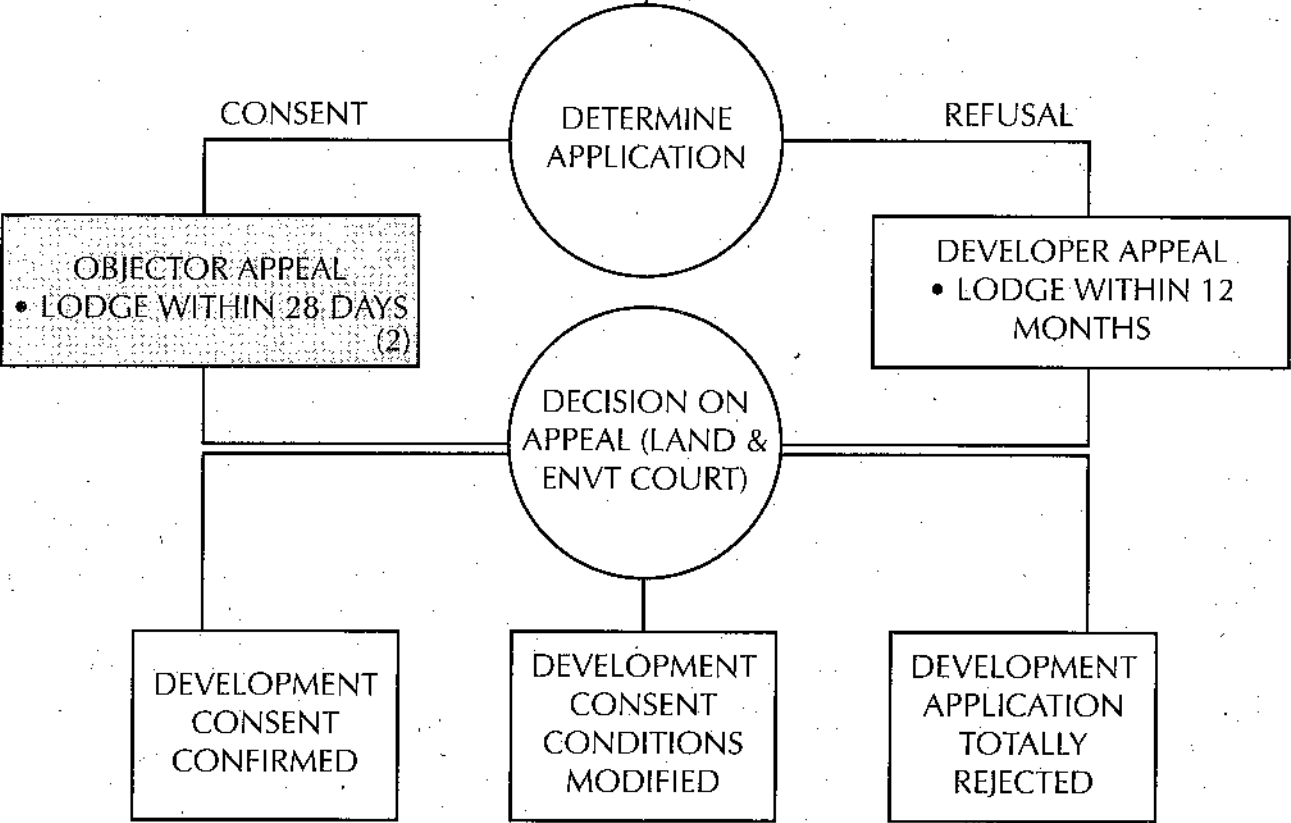 CONSENT
DETERMINE
APPLICATION
REFUSAL
OBJECTOR APPEAL
• LODGE WITHIN 28 DAYS
(2)
DEVELOPER APPEAL
• LODGE WITHIN 12
MONTHS
DECISION ON
APPEAL (LAND &
ENVT COURT)
DEVELOPMENT
CONSENT
CONFIRMED
DEVELOPMENT
CONSENT
CONDITIONS
MODIFIED
DEVELOPMENT
APPLICATION
TOTALLY
REJECTED